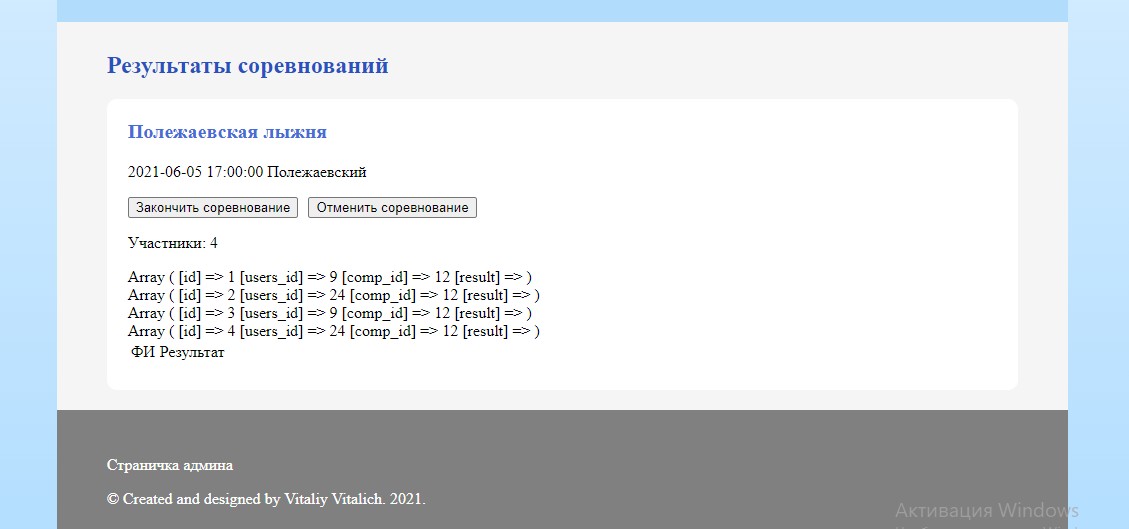 Результаты соревнований
Полежаевская лыжня
2021-06-05 17:00:00 Полежаевский
Закончить соревнование Отменить соревнование
Участники: 4
Array ( [id] => 1 [users_id] => 9 [comp_id] => 12 [result] => )
Array ( [id] => 2 [users_id] => 24 [comp_id] => 12 [result] => )
Array ( [id] => 3 [users_id] => 9 [comp_id] => 12 [result] => )
Array ( [id] => 4 [users_id] => 24 [comp_id] => 12 [result] => )
ФИ Результат
Страничка админа
© Created and designed by Vitaliy Vitalich. 2021.
Активация Windows